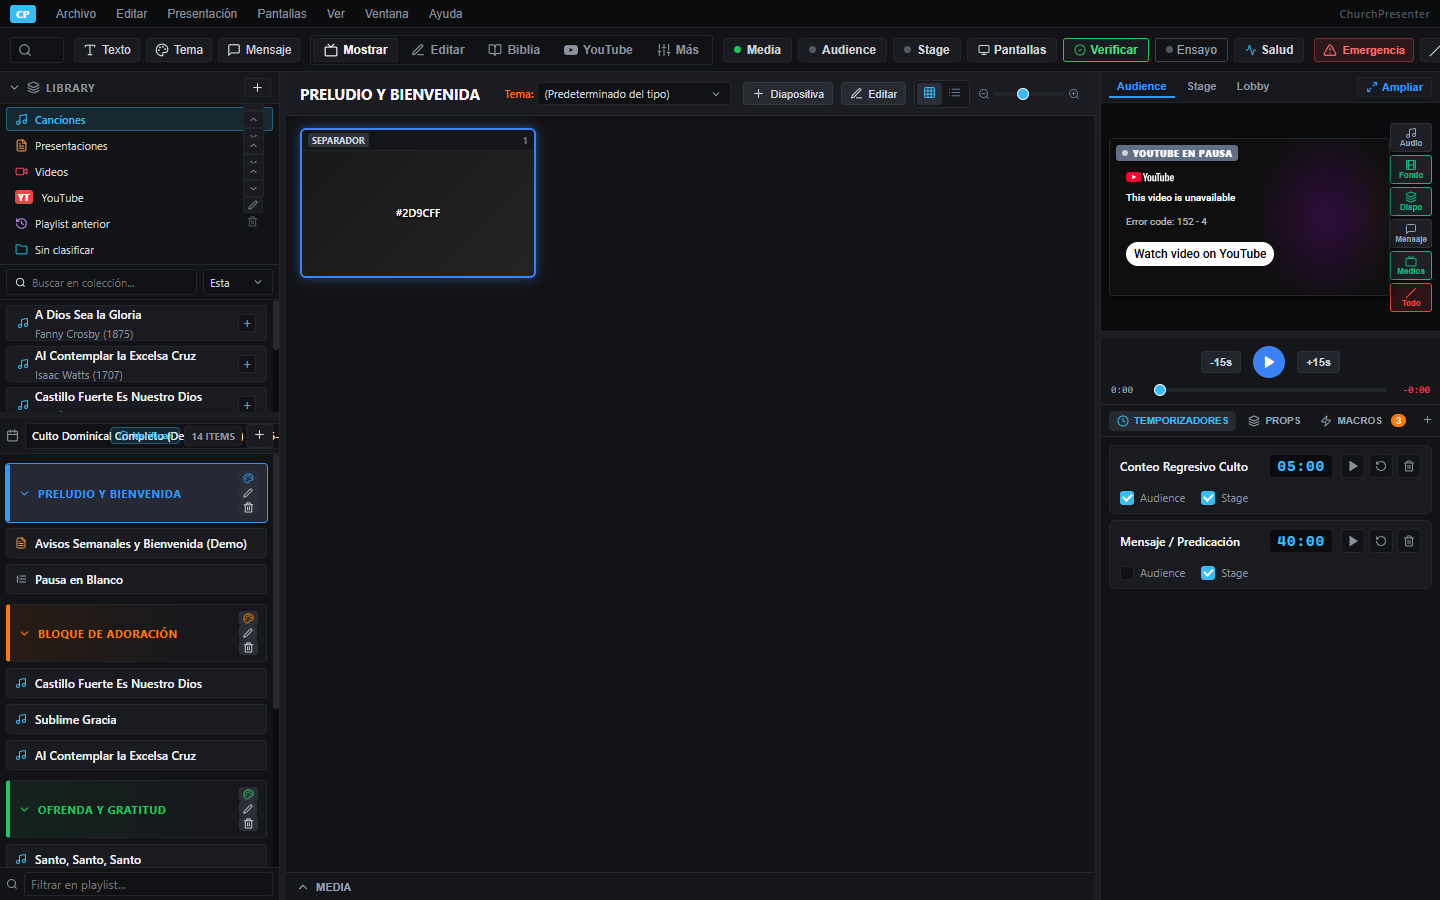 CP Archivo Editar Presentación Pantallas Ver Ventana Ayuda ChurchPresenter
Texto Tema Mensaje Mostrar Editar Biblia YouTube Más Media Audience Stage Pantallas Verificar Ensayo Salud Emergencia
LIBRARY
Canciones
Presentaciones
Videos
YT YouTube
Playlist anterior
Sin clasificar
Buscar en colección... Esta
A Dios Sea la Gloria
Fanny Crosby (1875)
Al Contemplar la Excelsa Cruz
Isaac Watts (1707)
Castillo Fuerte Es Nuestro Dios
Culto Dominical Completo (De 14 ITEMS
PRELUDIO Y BIENVENIDA
Avisos Semanales y Bienvenida (Demo)
Pausa en Blanco
BLOQUE DE ADORACIÓN
Castillo Fuerte Es Nuestro Dios
Sublime Gracia
Al Contemplar la Excelsa Cruz
OFRENDA Y GRATITUD
Santo, Santo, Santo
Filtrar en playlist...
PRELUDIO Y BIENVENIDA Tema: (Predeterminado del tipo) Diapositiva Editar
SEPARADOR 1
#2D9CFF
MEDIA
Audience Stage Lobby Ampliar
YOUTUBE EN PAUSA
YouTube
This video is unavailable
Error code: 152 - 4
Watch video on YouTube
Audio
Fondo
Diapo
Mensaje
Medios
Todo
-15s +15s
0:00 -0:00
TEMPORIZADORES PROPS MACROS 3
Conteo Regresivo Culto 05:00
Audience Stage
Mensaje / Predicación 40:00
Audience Stage